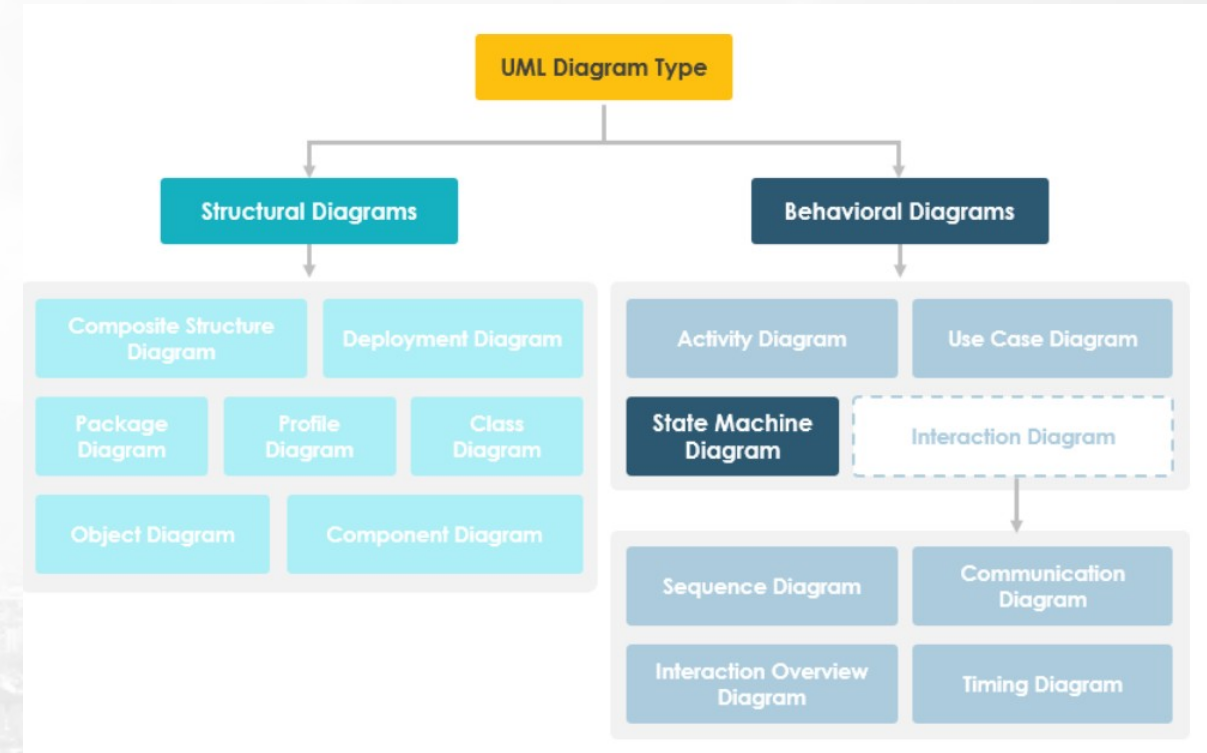 UML Diagram Type
Structural Diagrams
Behavioral Diagrams
Composite Structure
Diagram
Deployment Diagram
Package
Diagram
Profile
Diagram
Class
Diagram
Object Diagram
Component Diagram
Activity Diagram
Use Case Diagram
State Machine
Diagram
Interaction Diagram
Sequence Diagram
Communication
Diagram
Interaction Overview
Diagram
Timing Diagram